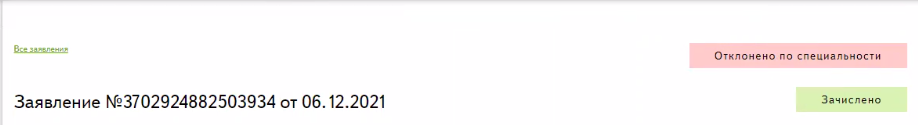 Все заявления
Отклонено по специальности
Заявление №3702924882503934 от 06.12.2021
Зачислено